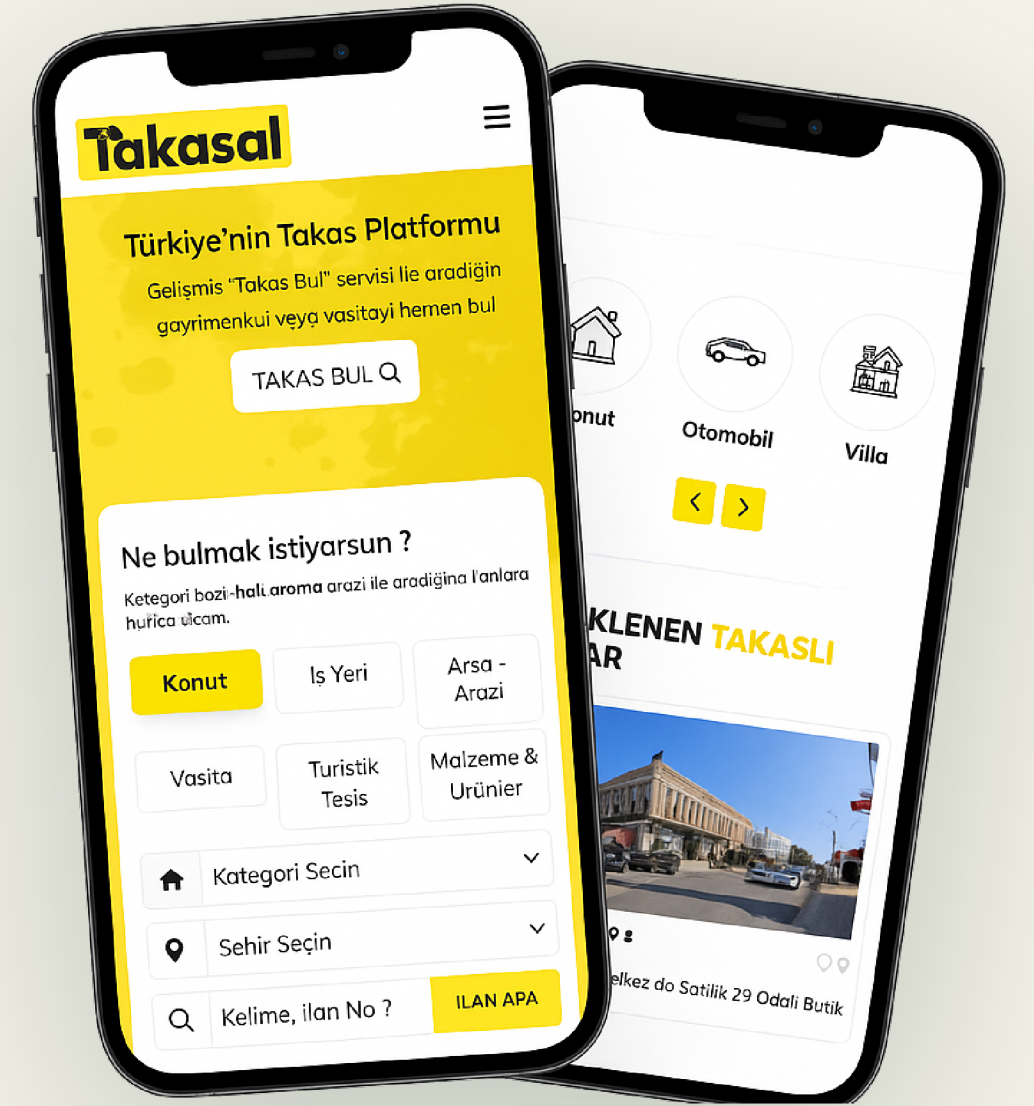 Takasal
Türkiye’nin Takas Platformu
Gelişmis “Takas Bul” servisi lie aradiğin
gayrimenkui veya vasitayi hemen bul
TAKAS BUL
Ne bulmak istiyarsun ?
Ketegori bozi-hali.aroma arazi ile aradiğina l'anlara
Konut
Iş Yeri
Arsa -
Arazi
Vasita
Turistik
Tesis
Malzeme &
Urünier
Kategori Secin
Sehir Seçin
Kelime, ilan No ?
ILAN APA
onut
Otomobil
Villa
KLENEN TAKASLI
AR
elkez do Satilik 29 Odali Butik